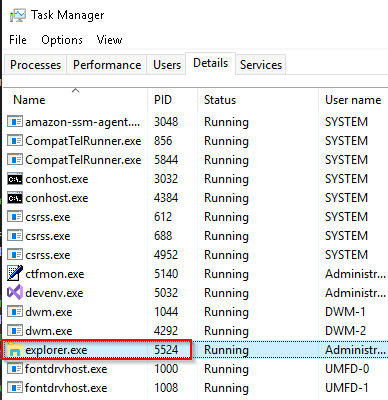 Task Manager
File Options View
Processes Performance Users Details Services
Name PID Status User name
amazon-ssm-agent.... 3048 Running SYSTEM
CompatTelRunner.exe 856 Running SYSTEM
CompatTelRunner.exe 5844 Running SYSTEM
conhost.exe 3032 Running SYSTEM
conhost.exe 4384 Running SYSTEM
csrss.exe 612 Running SYSTEM
csrss.exe 688 Running SYSTEM
csrss.exe 4952 Running SYSTEM
ctfmon.exe 5140 Running Administr...
devenv.exe 5032 Running Administr...
dwm.exe 1044 Running DWM-1
dwm.exe 4292 Running DWM-2
explorer.exe 5524 Running Administr...
fontdrvhost.exe 1000 Running UMFD-0
fontdrvhost.exe 1008 Running UMFD-1